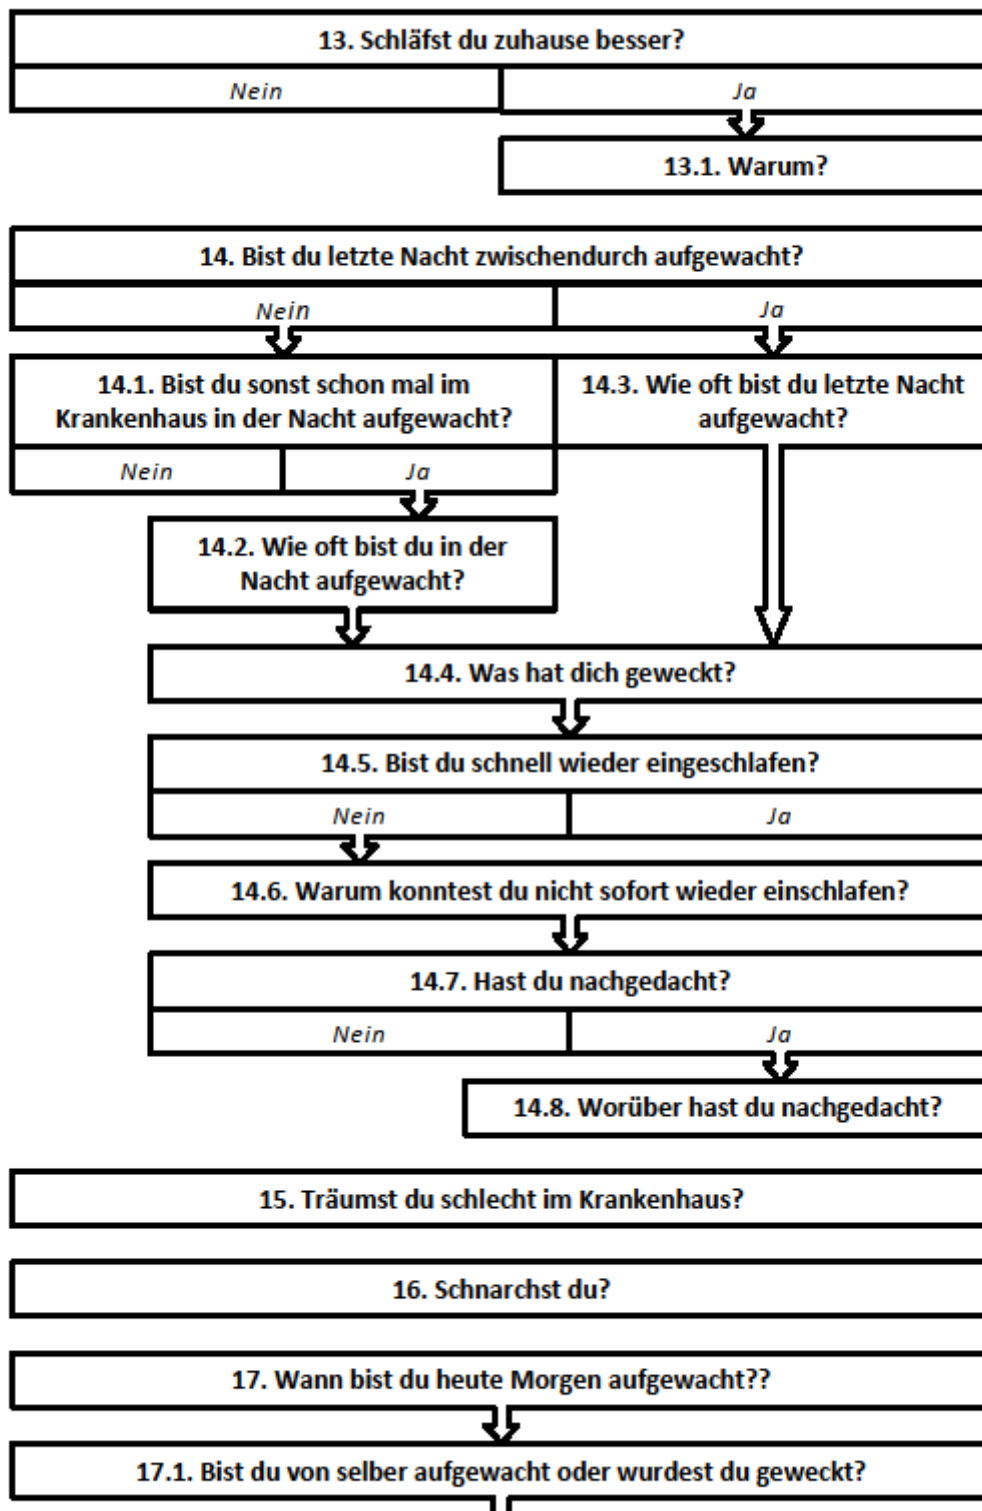 13. Schläfst du zuhause besser?
Nein
Ja
13.1. Warum?
14. Bist du letzte Nacht zwischendurch aufgewacht?
Nein
Ja
14.1. Bist du sonst schon mal im
Krankenhaus in der Nacht aufgewacht?
14.3. Wie oft bist du letzte Nacht
aufgewacht?
Nein
Ja
14.2. Wie oft bist du in der
Nacht aufgewacht?
14.4. Was hat dich geweckt?
14.5. Bist du schnell wieder eingeschlafen?
Nein
Ja
14.6. Warum konntest du nicht sofort wieder einschlafen?
14.7. Hast du nachgedacht?
Nein
Ja
14.8. Worüber hast du nachgedacht?
15. Träumst du schlecht im Krankenhaus?
16. Schnarchst du?
17. Wann bist du heute Morgen aufgewacht??
17.1. Bist du von selber aufgewacht oder wurdest du geweckt?